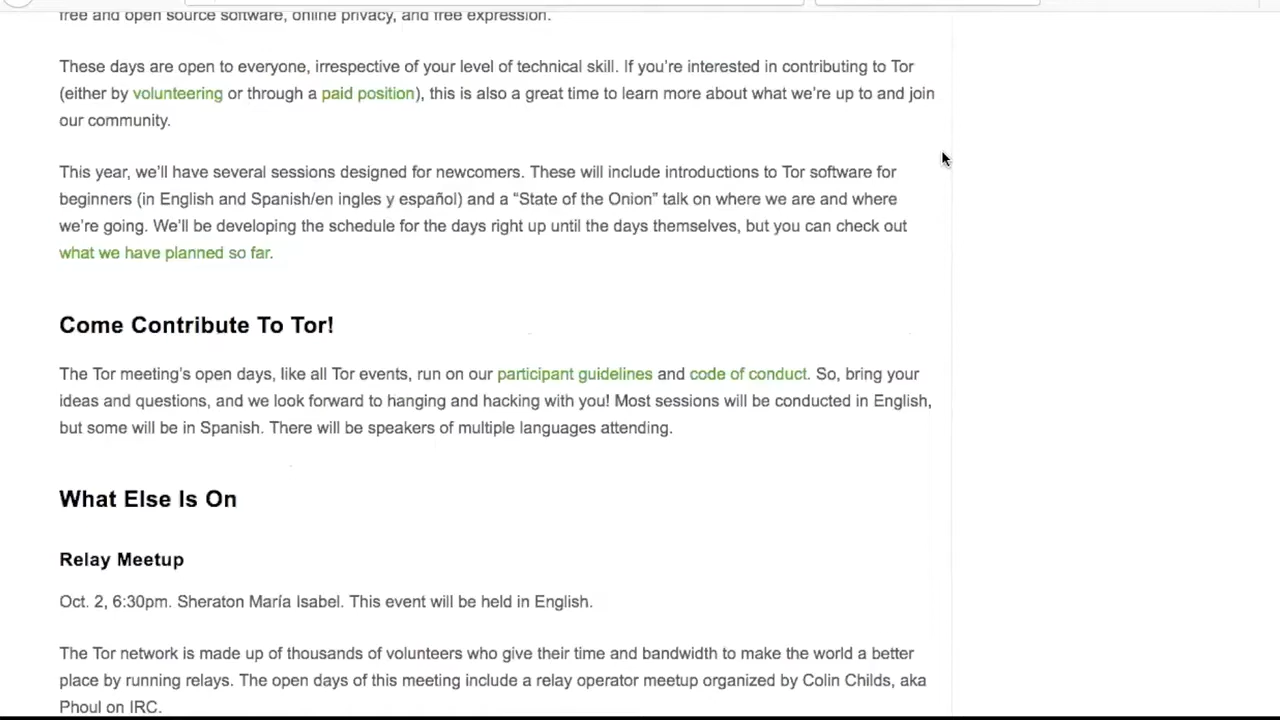 free and open source software, online privacy, and free expression.
These days are open to everyone, irrespective of your level of technical skill. If you're interested in contributing to Tor
(either by volunteering or through a paid position), this is also a great time to learn more about what we're up to and join
our community.
This year, we'll have several sessions designed for newcomers. These will include introductions to Tor software for
beginners (in English and Spanish/en ingles y español) and a “State of the Onion” talk on where we are and where
we're going. We'll be developing the schedule for the days right up until the days themselves, but you can check out
what we have planned so far.
Come Contribute To Tor!
The Tor meeting's open days, like all Tor events, run on our participant guidelines and code of conduct. So, bring your
ideas and questions, and we look forward to hanging and hacking with you! Most sessions will be conducted in English,
but some will be in Spanish. There will be speakers of multiple languages attending.
What Else Is On
Relay Meetup
Oct. 2, 6:30pm. Sheraton María Isabel. This event will be held in English.
The Tor network is made up of thousands of volunteers who give their time and bandwidth to make the world a better
place by running relays. The open days of this meeting include a relay operator meetup organized by Colin Childs, aka
Phoul on IRC.